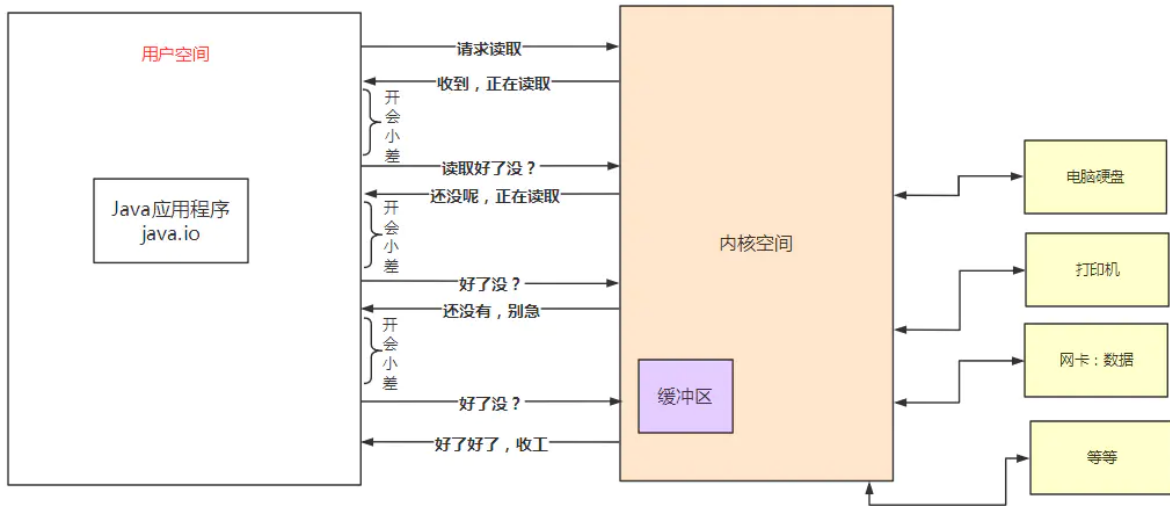 用户空间
请求读取
收到，正在读取
开会小差
读取好了没？
还没呢，正在读取
开会小差
Java应用程序
java.io
好了没？
还没有，别急
开会小差
好了没？
好了好了，收工
内核空间
缓冲区
电脑硬盘
打印机
网卡：数据
等等